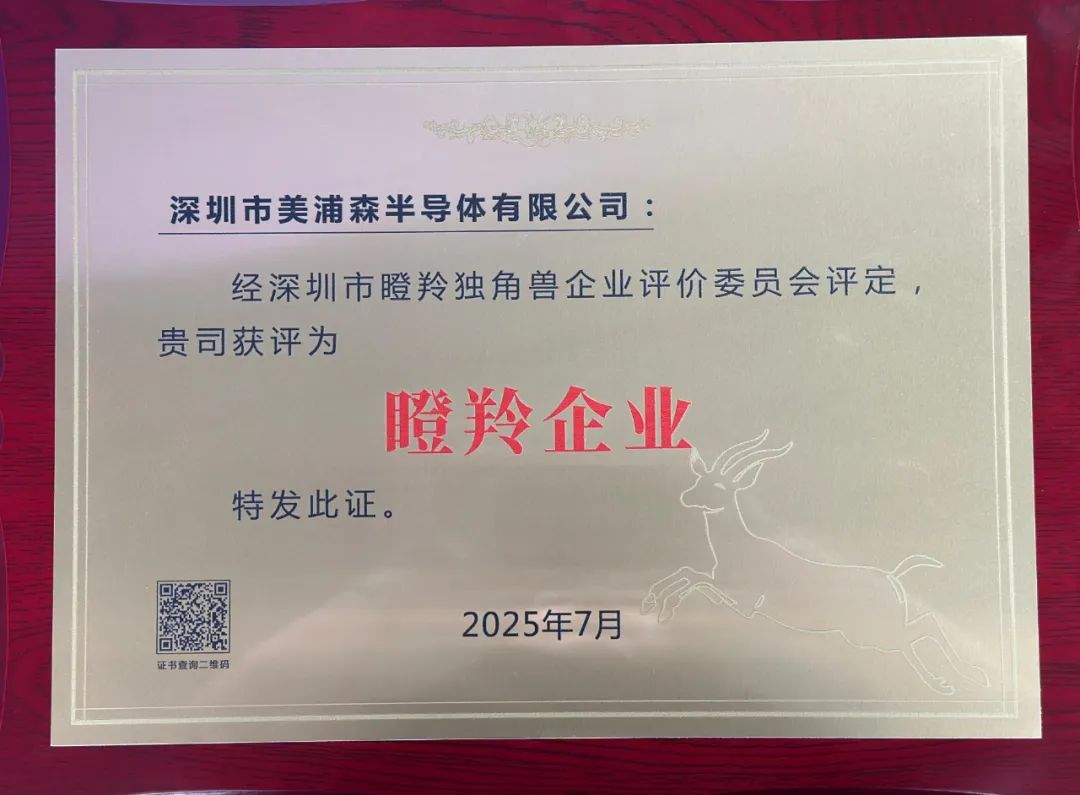 深圳市美浦森半导体有限公司：
经深圳市瞪羚独角兽企业评价委员会评定，
贵司获评为
瞪羚企业
特发此证。
2025年7月
证书查询二维码